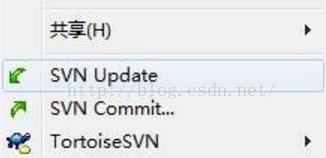 共享(H)
SVN Update
http://blog.csdn.net/
SVN Commit...
TortoiseSVN